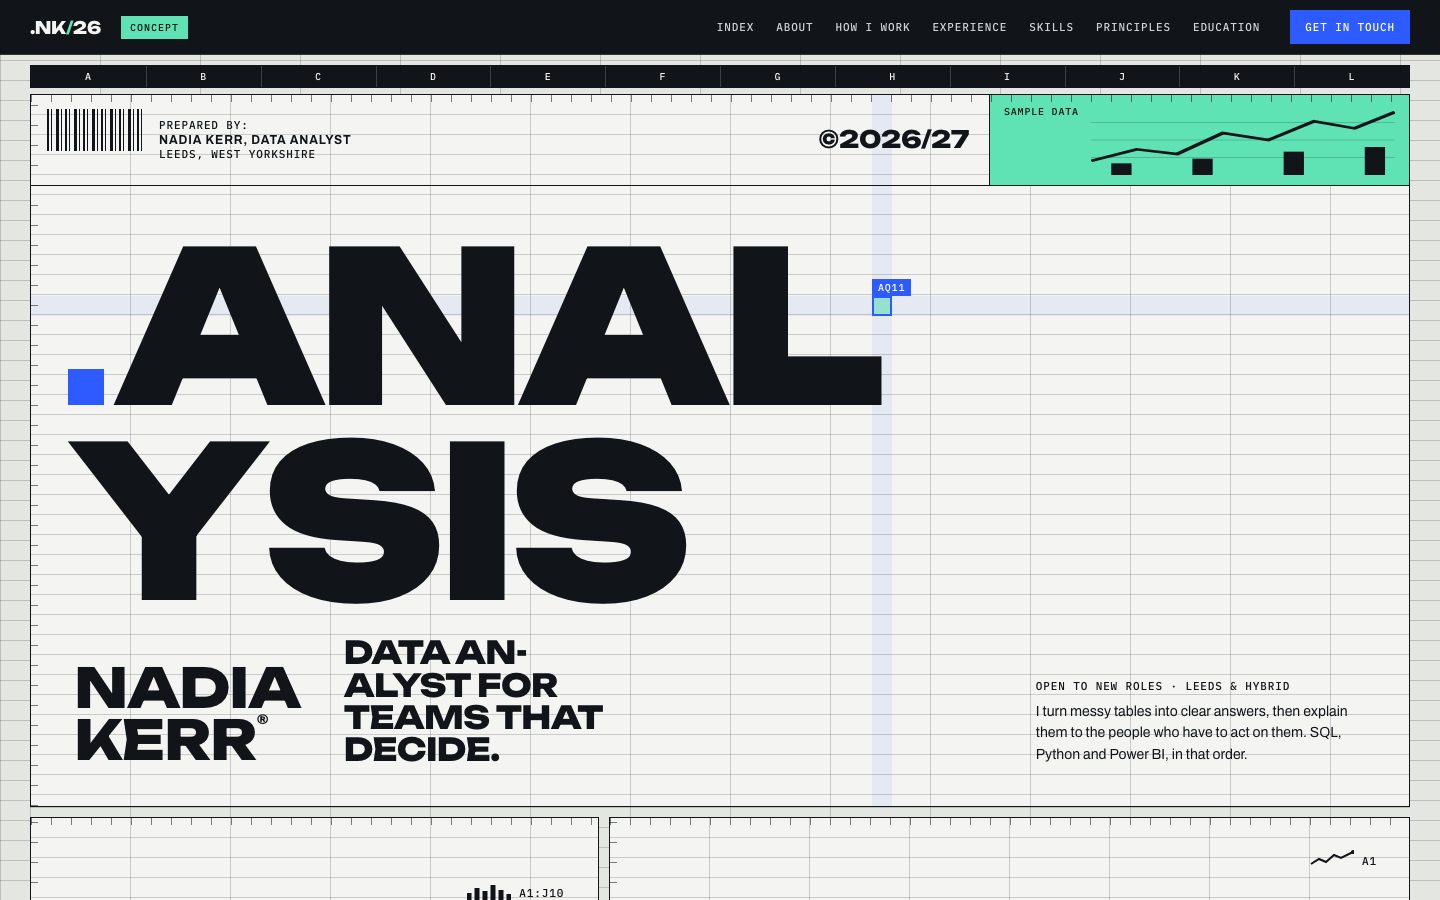 .NK/26
CONCEPT
INDEX
ABOUT
HOW I WORK
EXPERIENCE
SKILLS
PRINCIPLES
EDUCATION
GET IN TOUCH
A B C D E F G H I J K L
PREPARED BY:
NADIA KERR, DATA ANALYST
LEEDS, WEST YORKSHIRE
©2026/27
SAMPLE DATA
.ANAL
YSIS
AQ11
NADIA
KERR®
DATA AN-
ALYST FOR
TEAMS THAT
DECIDE.
OPEN TO NEW ROLES · LEEDS & HYBRID
I turn messy tables into clear answers, then explain
them to the people who have to act on them. SQL,
Python and Power BI, in that order.
A1:J10
A1